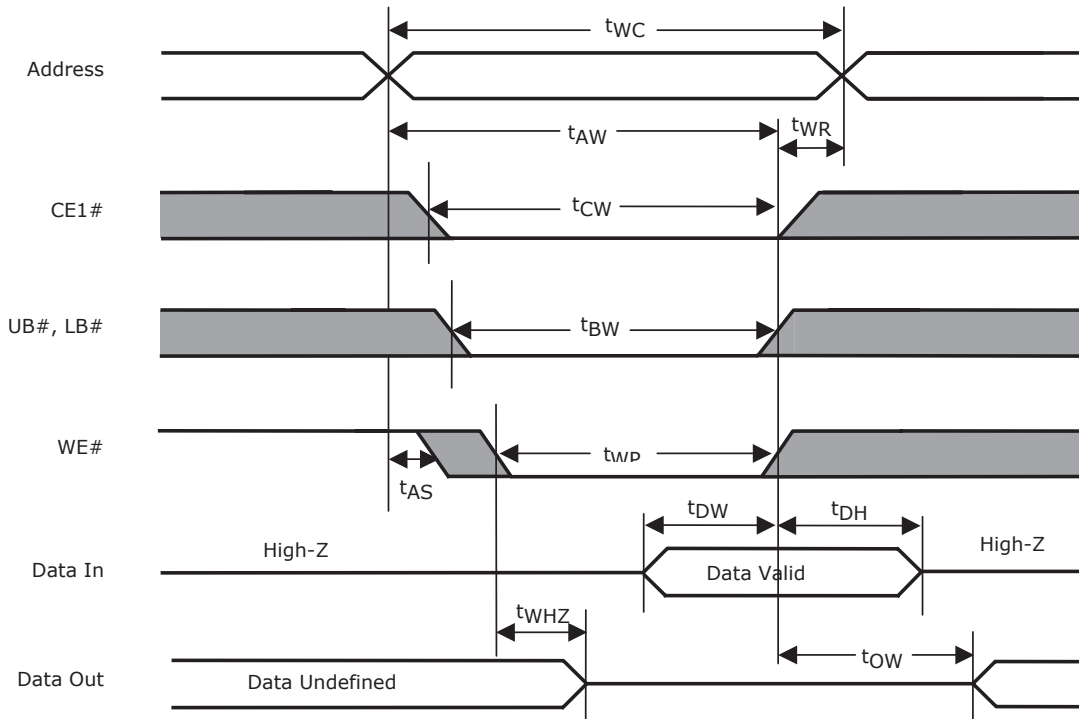 tWC
Address
tAW
tWR
CE1#
tCW
UB#, LB#
tBW
WE#
tWP
tAS
tDW
tDH
High-Z
High-Z
Data In
Data Valid
tWHZ
tOW
Data Out
Data Undefined